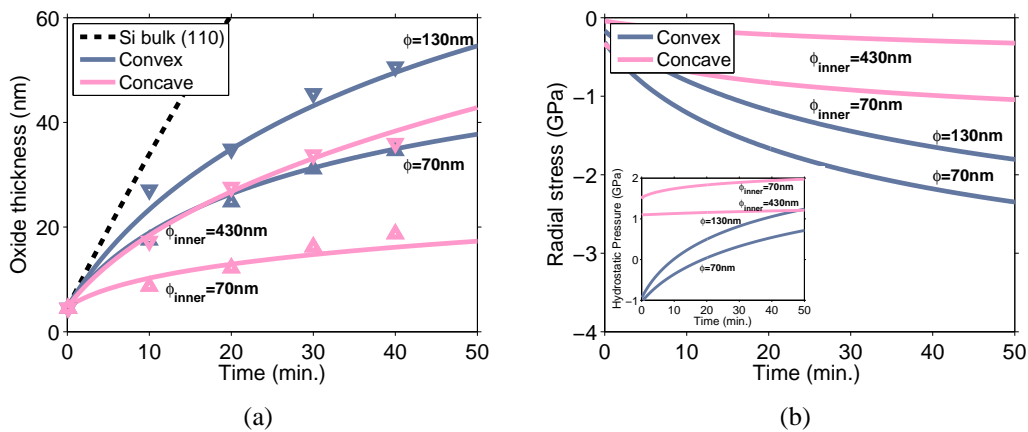 (a)
Oxide thickness (nm)
60
40
20
0
Si bulk (110)
Convex
Concave
ϕ=130nm
ϕ=70nm
ϕinner=430nm
ϕinner=70nm
0 10 20 30 40 50
Time (min.)
(b)
Radial stress (GPa)
−0
−1
−2
−3
−4
Convex
Concave
ϕinner=430nm
ϕinner=70nm
ϕ=130nm
ϕ=70nm
Hydrostatic Pressure (GPa)
2
1
0
−1
ϕinner=70nm
ϕinner=430nm
ϕ=130nm
ϕ=70nm
0 10 20 30 40 50
Time (min.)
0 10 20 30 40 50
Time (min.)